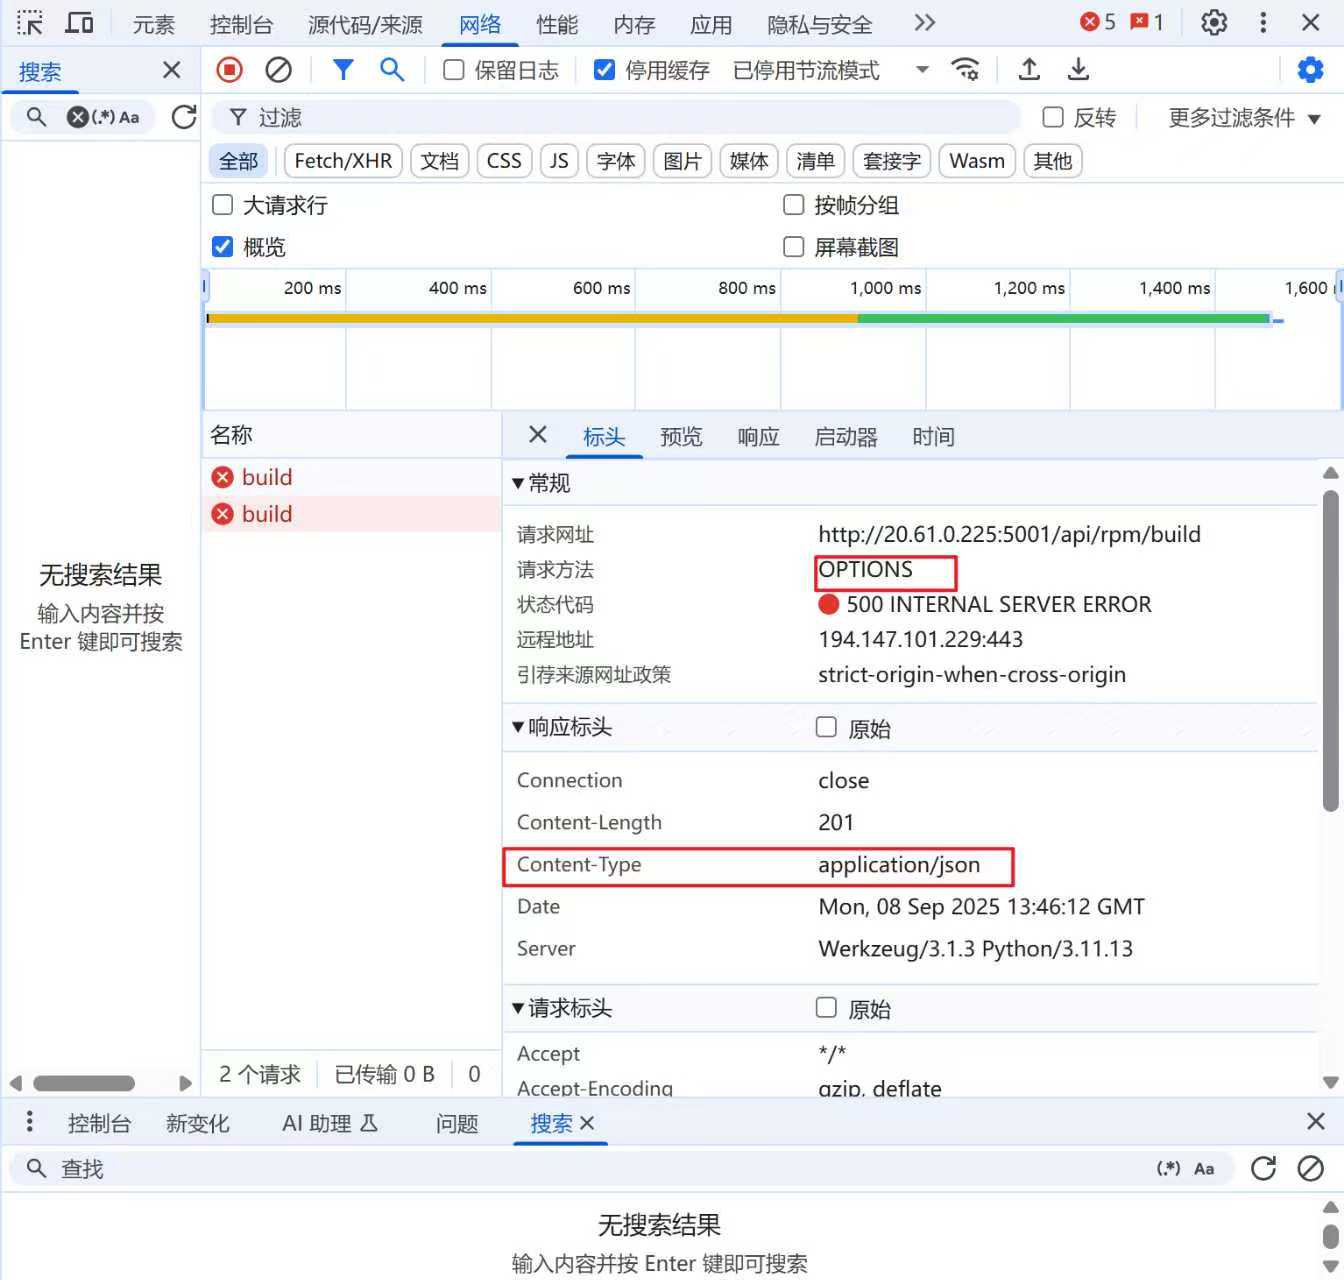 元素 控制台 源代码/来源 网络 性能 内存 应用 隐私与安全 5 1
搜索 保留日志 停用缓存 已停用节流模式
(.*) Aa 过滤 反转 更多过滤条件
全部 Fetch/XHR 文档 CSS JS 字体 图片 媒体 清单 套接字 Wasm 其他
大请求行 按帧分组
概览 屏幕截图
200 ms 400 ms 600 ms 800 ms 1,000 ms 1,200 ms 1,400 ms 1,600
名称 标头 预览 响应 启动器 时间
build
build
无搜索结果
输入内容并按
Enter 键即可搜索
常规
请求网址 http://20.61.0.225:5001/api/rpm/build
请求方法 OPTIONS
状态代码 500 INTERNAL SERVER ERROR
远程地址 194.147.101.229:443
引荐来源网址政策 strict-origin-when-cross-origin
响应标头 原始
Connection close
Content-Length 201
Content-Type application/json
Date Mon, 08 Sep 2025 13:46:12 GMT
Server Werkzeug/3.1.3 Python/3.11.13
请求标头 原始
Accept */*
Accept-Encoding gzip, deflate
2 个请求 已传输 0 B 0
控制台 新变化 AI 助理 问题 搜索
查找 (.*) Aa
无搜索结果
输入内容并按 Enter 键即可搜索